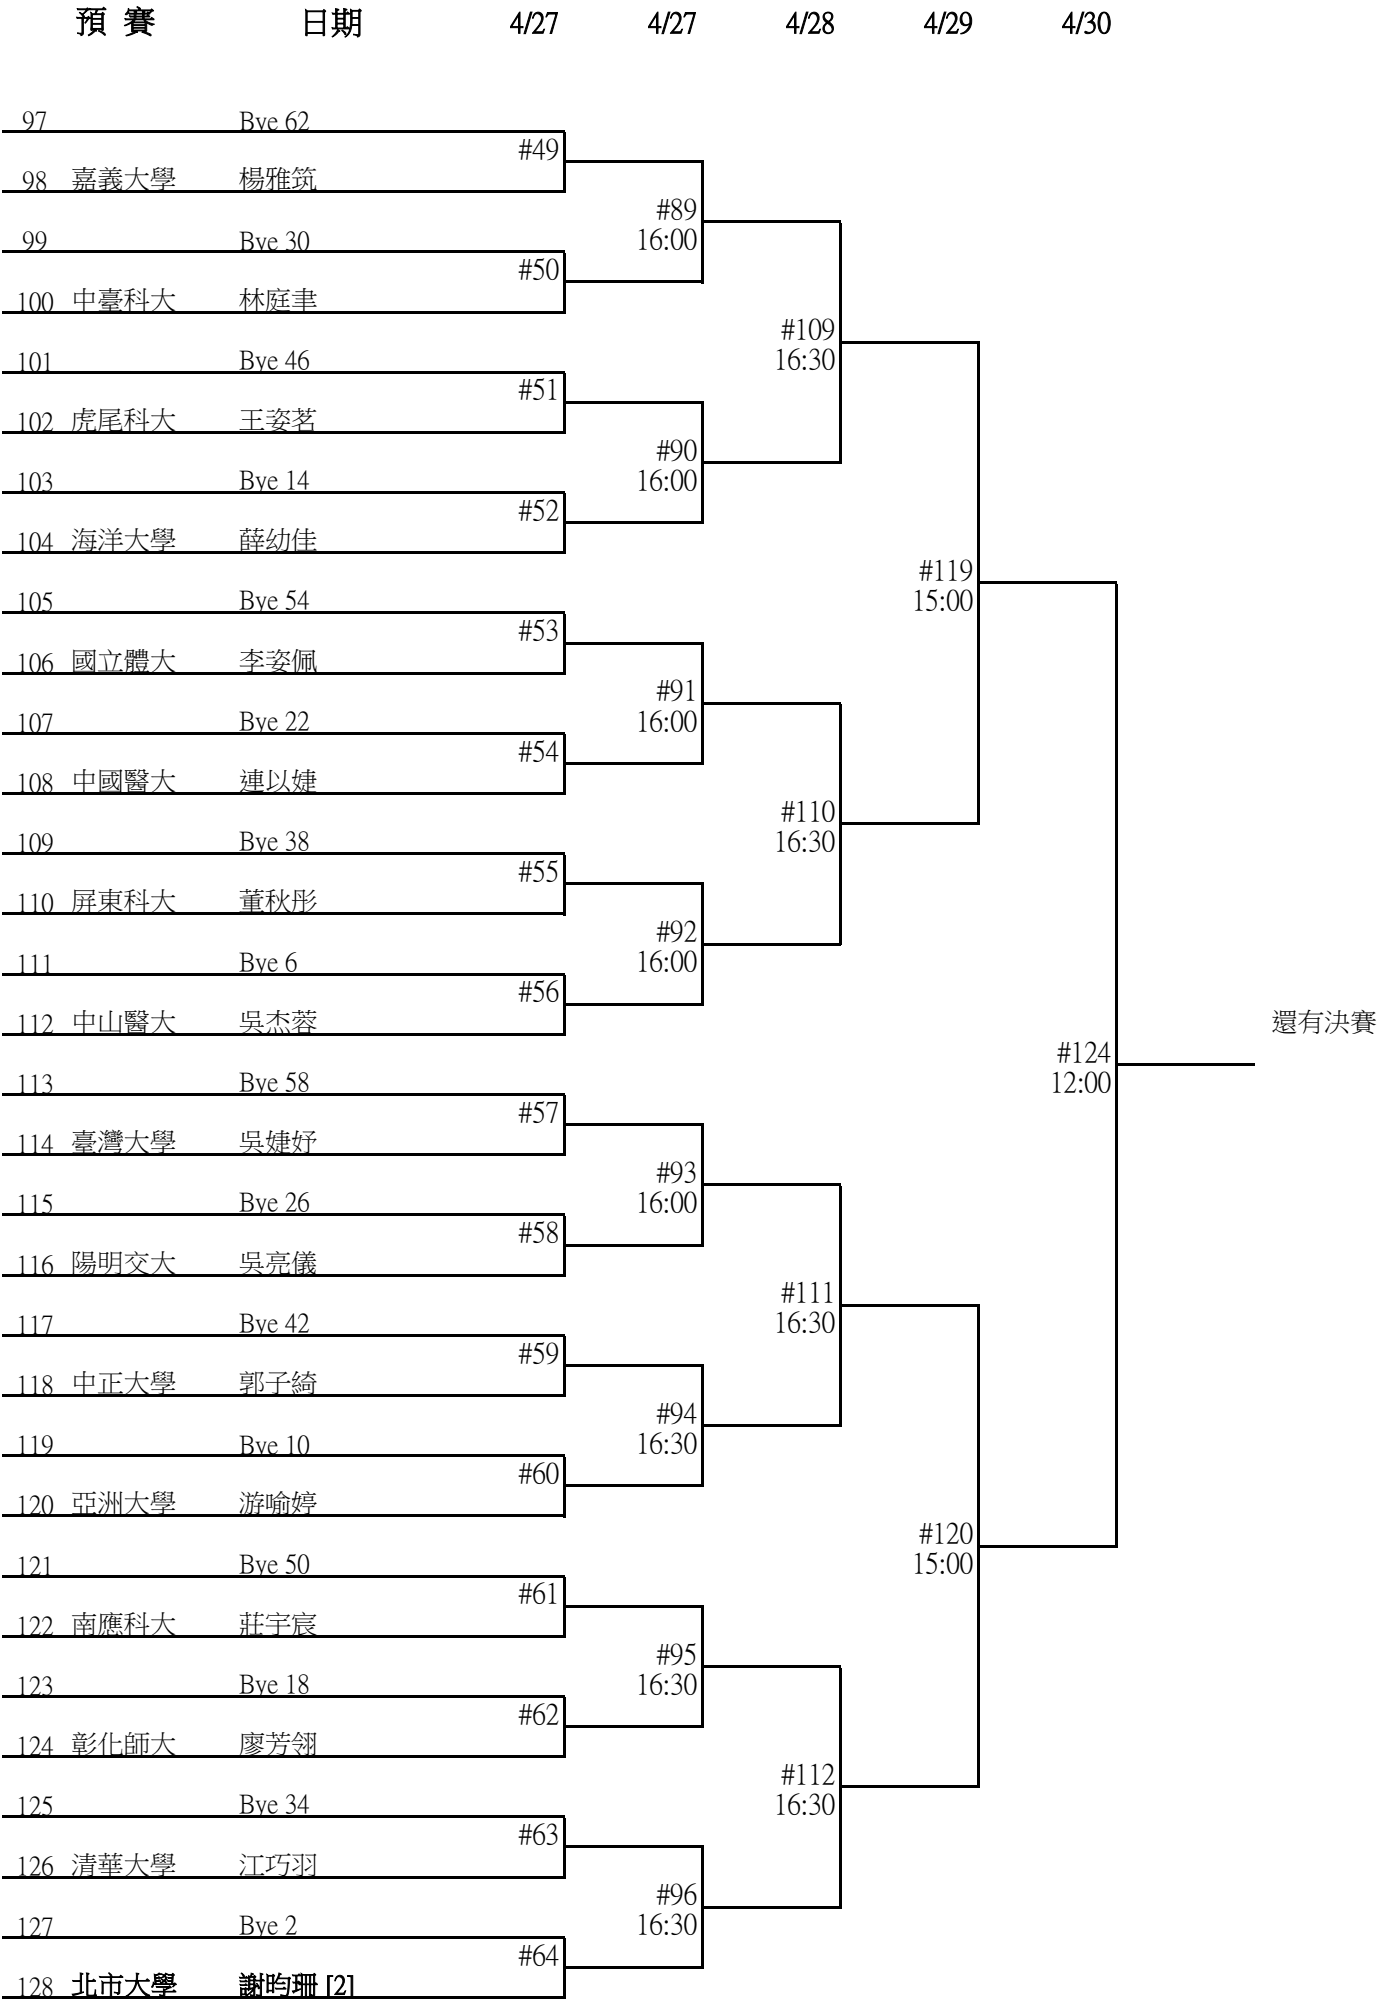 預 賽 日期 4/27 4/27 4/28 4/29 4/30
97 Bye 62
#49
98 嘉義大學 楊雅筑
#89
99 Bye 30 16:00
#50
100 中臺科大 林庭聿
#109
101 Bye 46 16:30
#51
102 虎尾科大 王姿茗
#90
103 Bye 14 16:00
#52
104 海洋大學 薛幼佳
#119
105 Bye 54 15:00
#53
106 國立體大 李姿佩
#91
107 Bye 22 16:00
#54
108 中國醫大 連以婕
#110
109 Bye 38 16:30
#55
110 屏東科大 董秋彤
#92
111 Bye 6 16:00
#56
112 中山醫大 吳杰蓉 還有決賽
#124
113 Bye 58 12:00
#57
114 臺灣大學 吳婕妤
#93
115 Bye 26 16:00
#58
116 陽明交大 吳亮儀
#111
117 Bye 42 16:30
#59
118 中正大學 郭子綺
#94
119 Bye 10 16:30
#60
120 亞洲大學 游喻婷
#120
121 Bye 50 15:00
#61
122 南應科大 莊宇宸
#95
123 Bye 18 16:30
#62
124 彰化師大 廖芳翎
#112
125 Bye 34 16:30
#63
126 清華大學 江巧羽
#96
127 Bye 2 16:30
#64
128 北市大學 謝昀珊 [2]